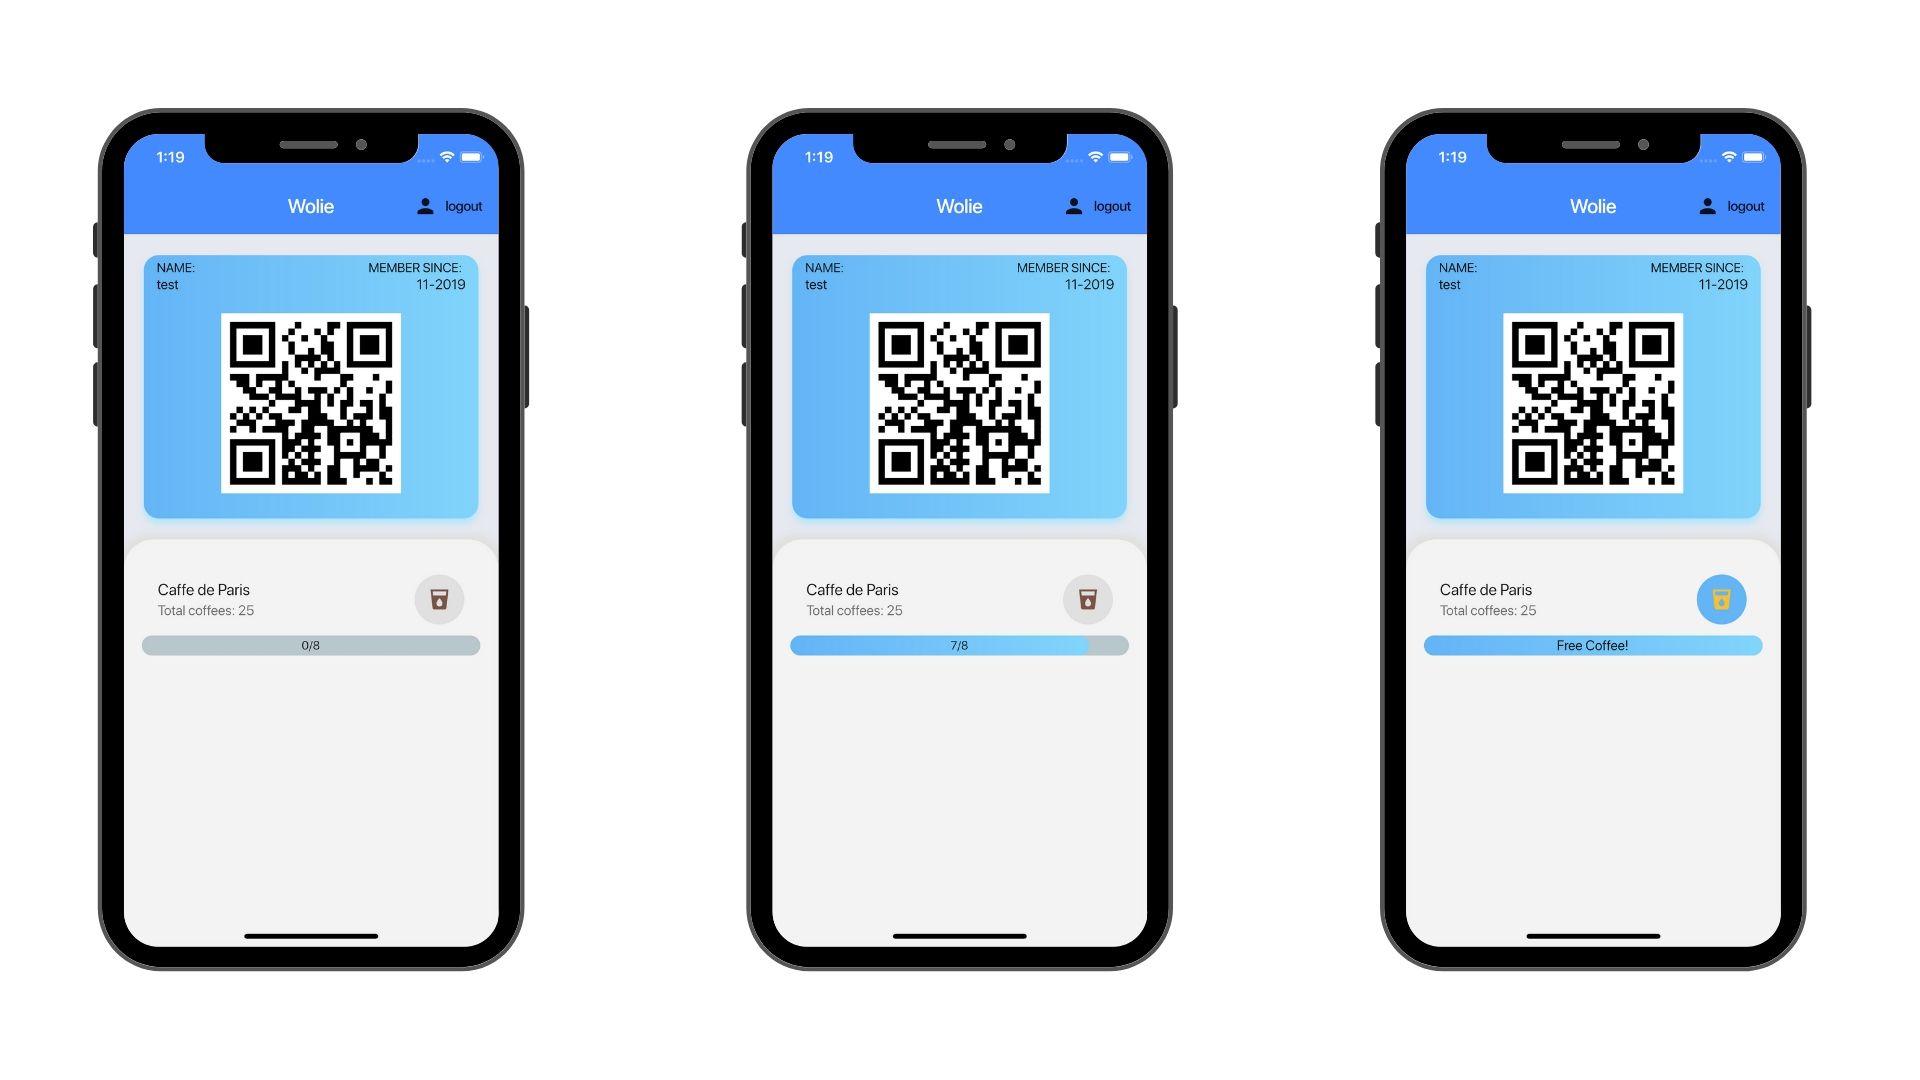 1:19
Wolie
logout
NAME:
MEMBER SINCE:
test
11-2019
Caffe de Paris
Total coffees: 25
0/8
1:19
Wolie
logout
NAME:
MEMBER SINCE:
test
11-2019
Caffe de Paris
Total coffees: 25
7/8
1:19
Wolie
logout
NAME:
MEMBER SINCE:
test
11-2019
Caffe de Paris
Total coffees: 25
Free Coffee!